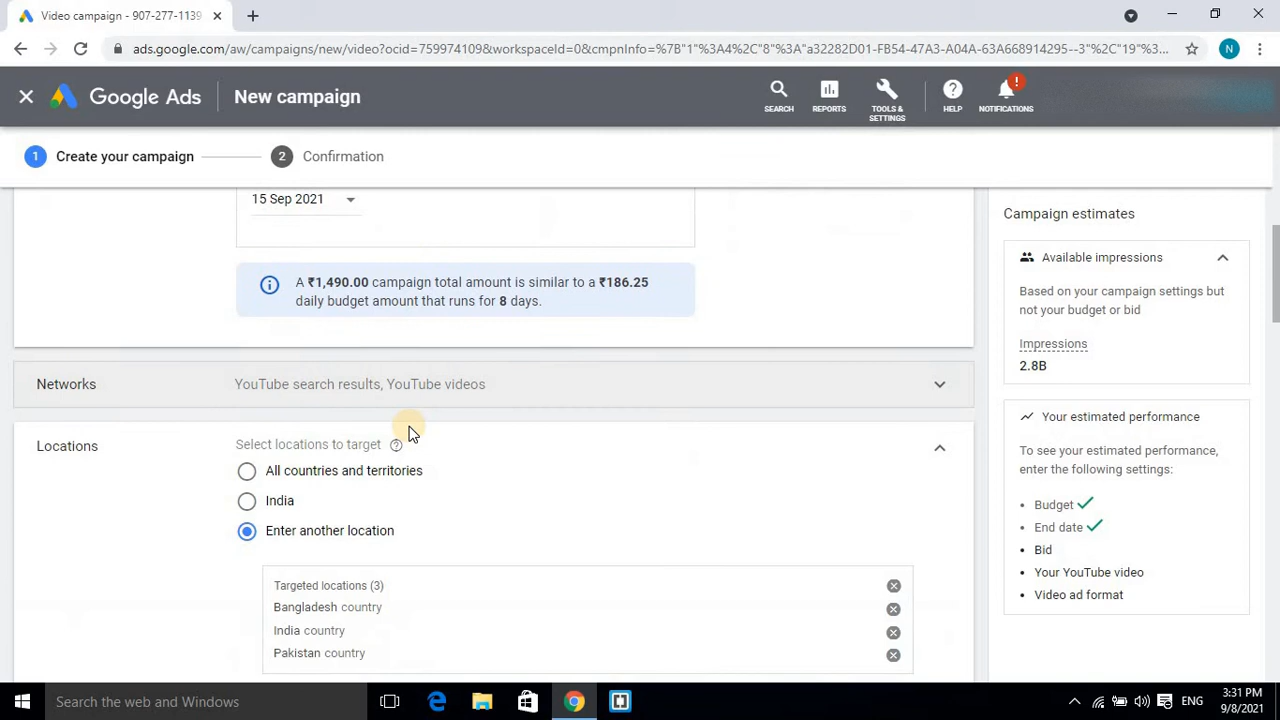 Video campaign - 907-277-1139
ads.google.com/aw/campaigns/new/video?ocid=759974109&workspaceId=0&cmpnInfo=%7B"1"%3A4%2C"8"%3A"a32282D01-FB54-47A3-A04A-63A668914295--3"%2C"19"%3...
N
Google Ads
New campaign
SEARCH
REPORTS
TOOLS &
SETTINGS
HELP
!
NOTIFICATIONS
1 Create your campaign
2 Confirmation
15 Sep 2021
A ₹1,490.00 campaign total amount is similar to a ₹186.25
daily budget amount that runs for 8 days.
Networks
YouTube search results, YouTube videos
Locations
Select locations to target ?
All countries and territories
India
Enter another location
Targeted locations (3)
Bangladesh country
India country
Pakistan country
Campaign estimates
Available impressions
Based on your campaign settings but
not your budget or bid
Impressions
2.8B
Your estimated performance
To see your estimated performance,
enter the following settings:
• Budget
• End date
• Bid
• Your YouTube video
• Video ad format
Search the web and Windows
ENG
3:31 PM
9/8/2021